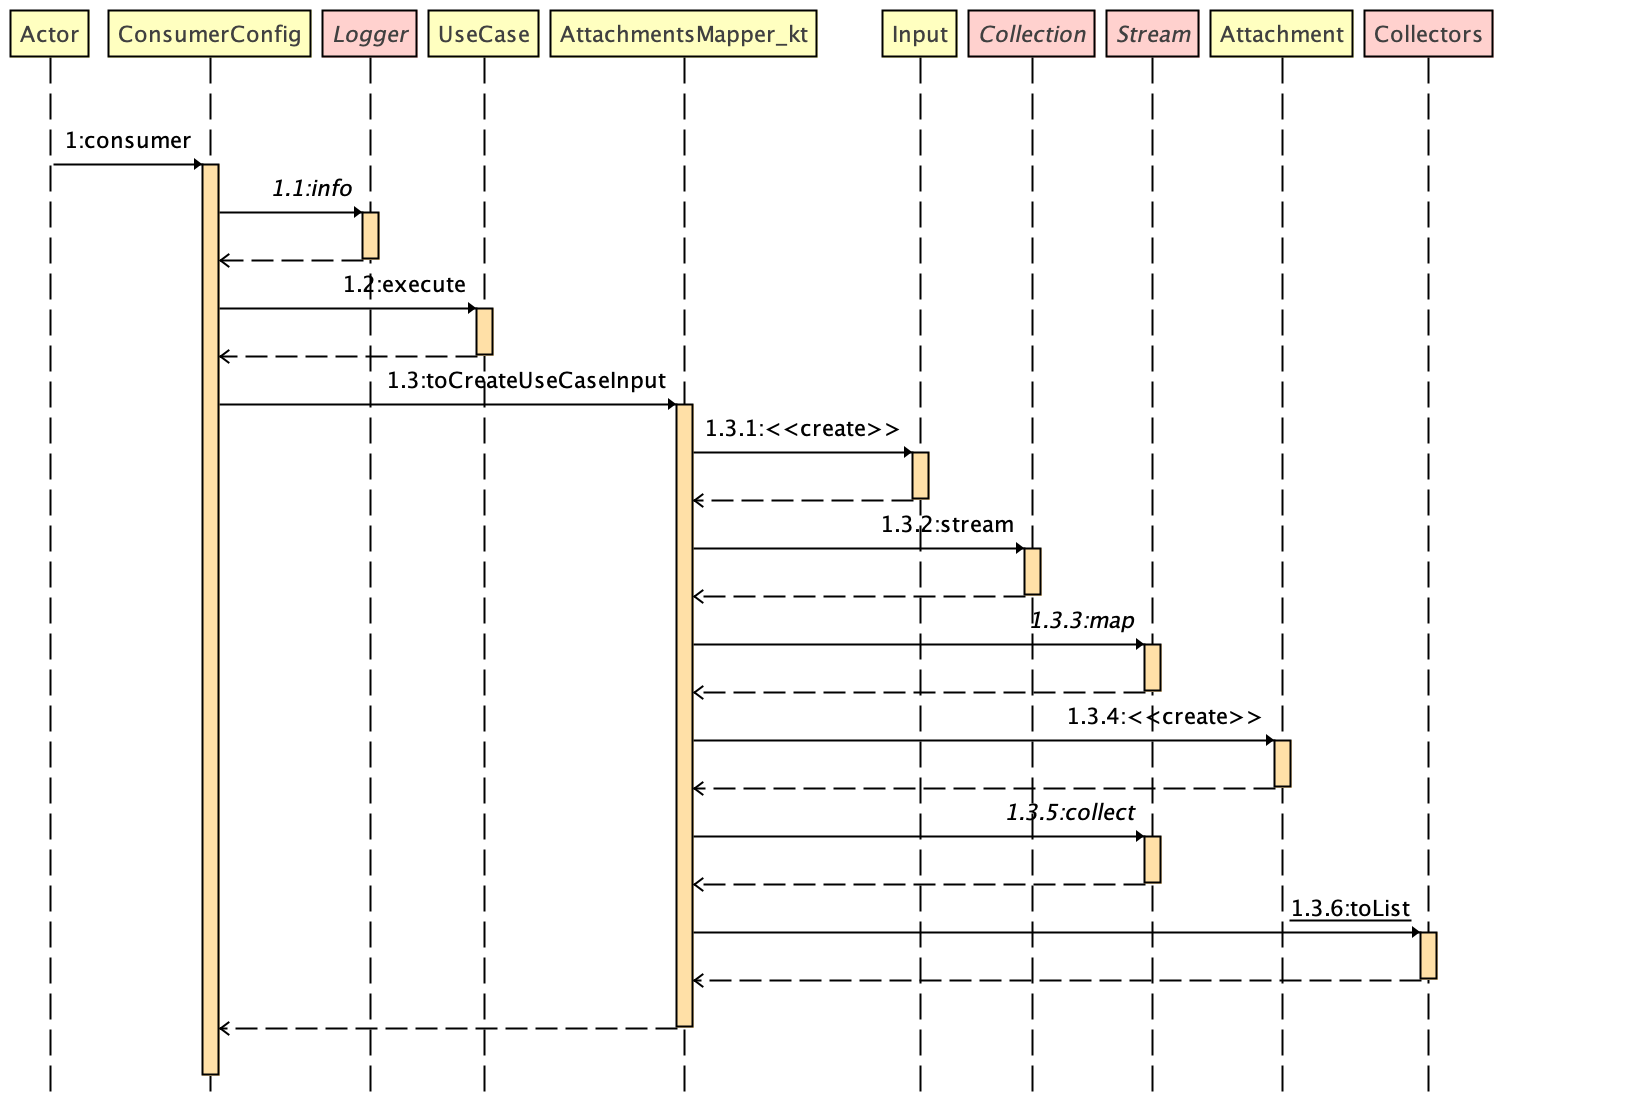 Actor
ConsumerConfig
Logger
UseCase
AttachmentsMapper_kt
Input
Collection
Stream
Attachment
Collectors
1:consumer
1.1:info
1.2:execute
1.3:toCreateUseCaseInput
1.3.1:<<create>>
1.3.2:stream
1.3.3:map
1.3.4:<<create>>
1.3.5:collect
1.3.6:toList